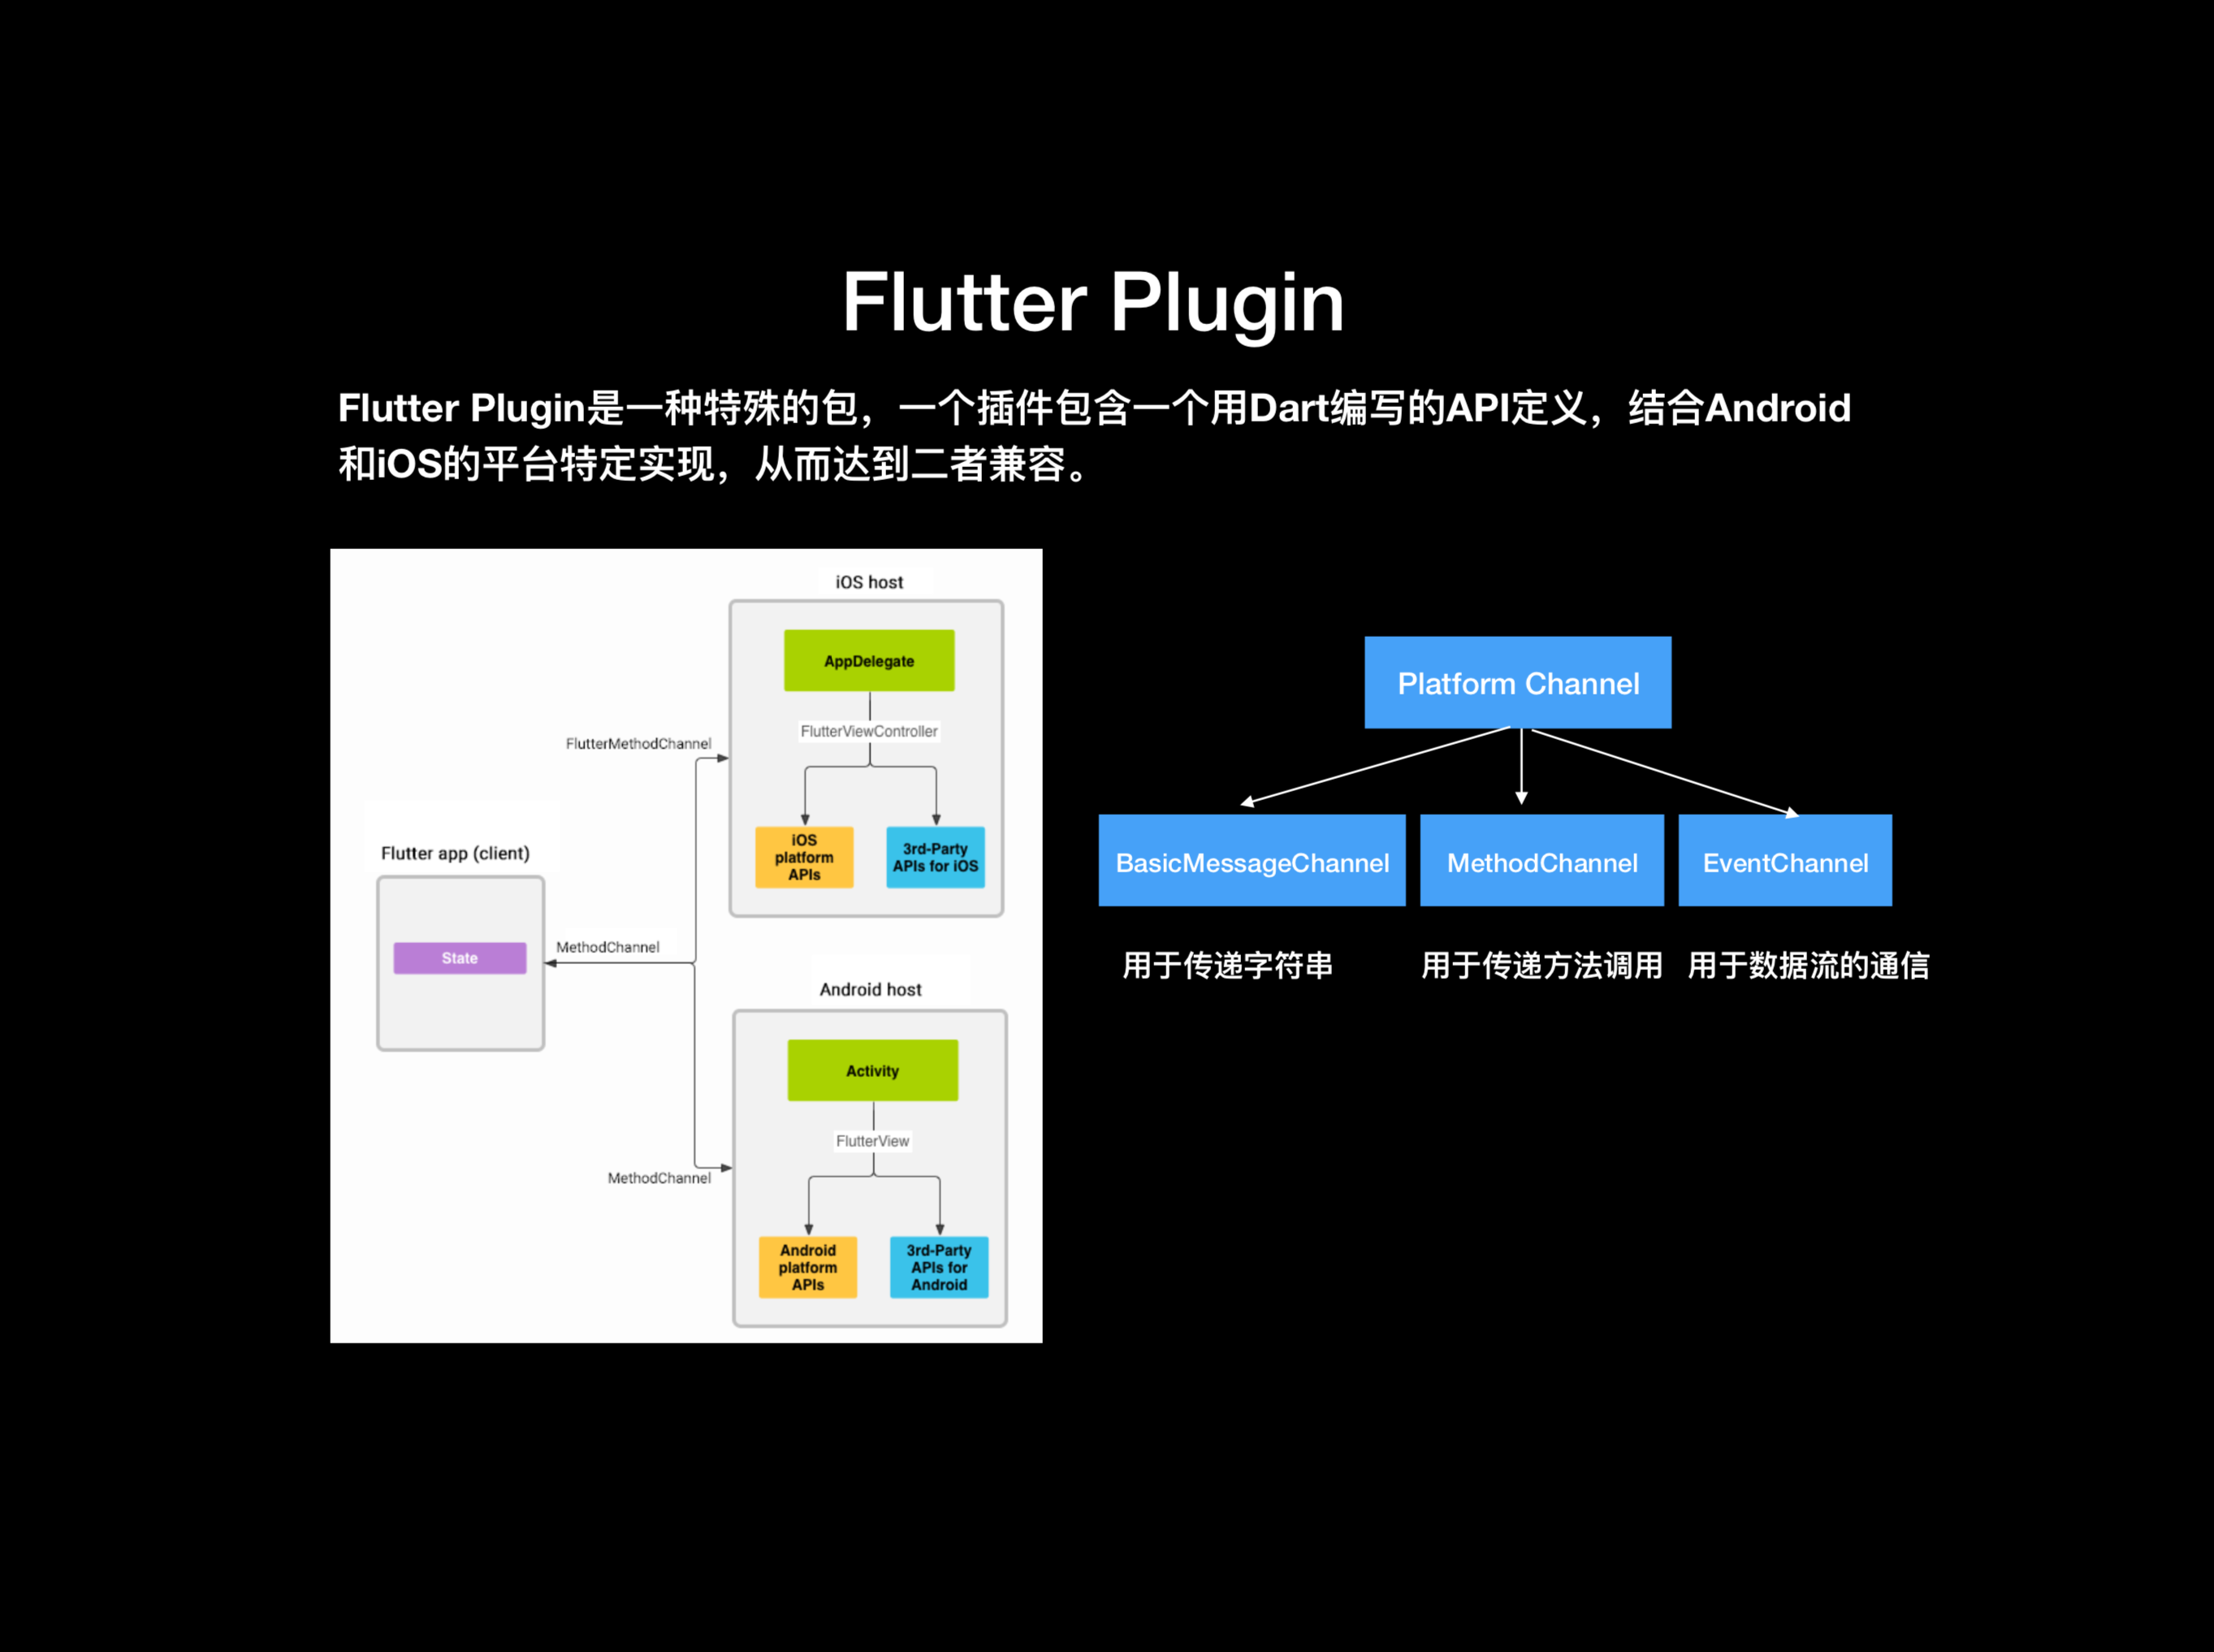 Flutter Plugin
Flutter Plugin是一种特殊的包，一个插件包含一个用Dart编写的API定义，结合Android
和iOS的平台特定实现，从而达到二者兼容。
iOS host
AppDelegate
FlutterViewController
FlutterMethodChannel
iOS
platform
APIs
3rd-Party
APIs for iOS
Flutter app (client)
State
MethodChannel
Android host
Activity
FlutterView
MethodChannel
Android
platform
APIs
3rd-Party
APIs for
Android
Platform Channel
BasicMessageChannel
MethodChannel
EventChannel
用于传递字符串
用于传递方法调用
用于数据流的通信